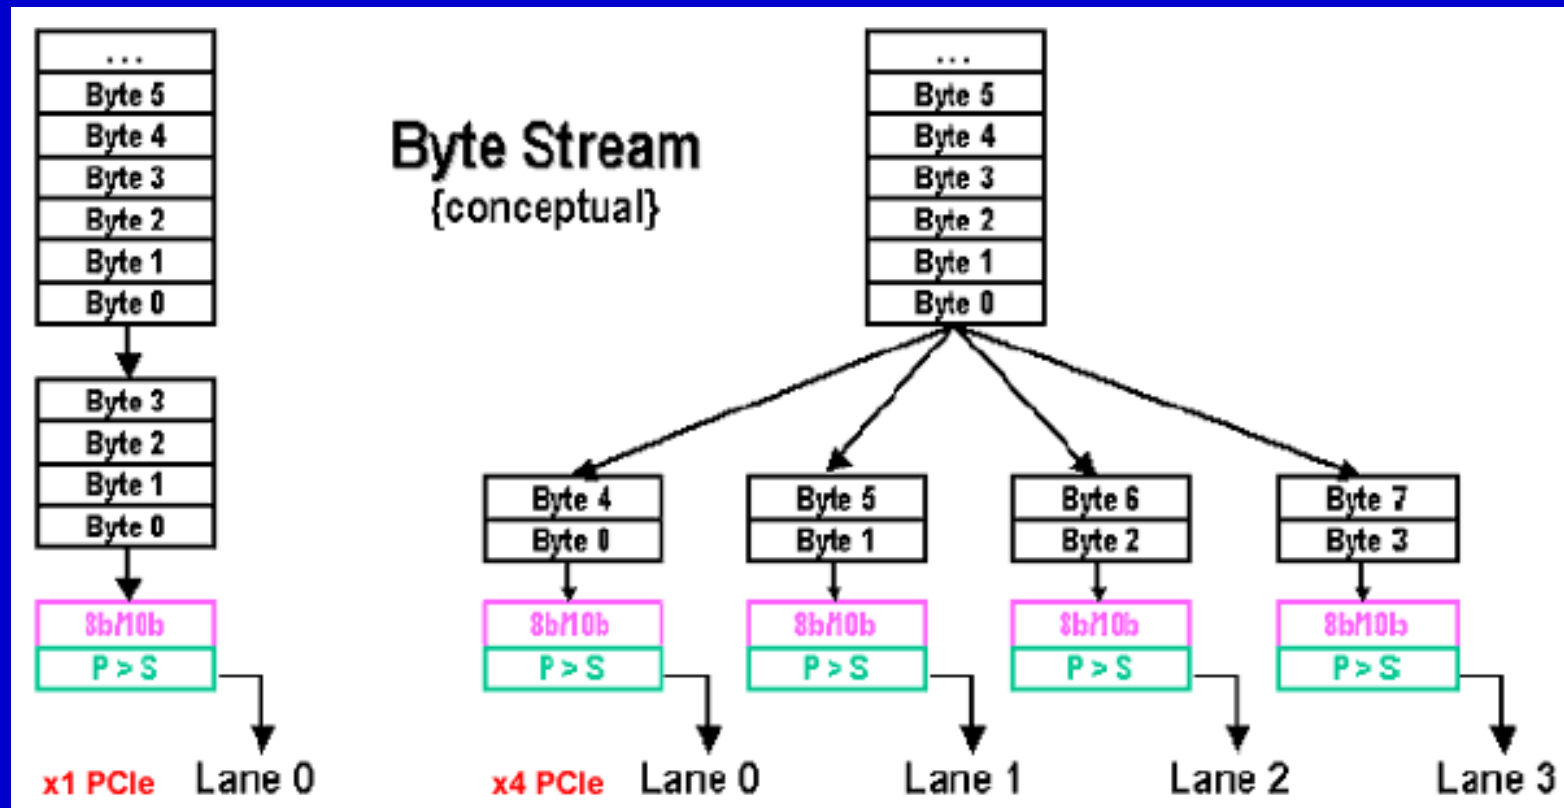 ...
Byte 5
Byte 4
Byte 3
Byte 2
Byte 1
Byte 0
Byte 3
Byte 2
Byte 1
Byte 0
8b/10b
P > S
x1 PCIe
Lane 0
Byte Stream
{conceptual}
...
Byte 5
Byte 4
Byte 3
Byte 2
Byte 1
Byte 0
Byte 4
Byte 0
8b/10b
P > S
x4 PCIe
Lane 0
Byte 5
Byte 1
8b/10b
P > S
Lane 1
Byte 6
Byte 2
8b/10b
P > S
Lane 2
Byte 7
Byte 3
8b/10b
P > S
Lane 3